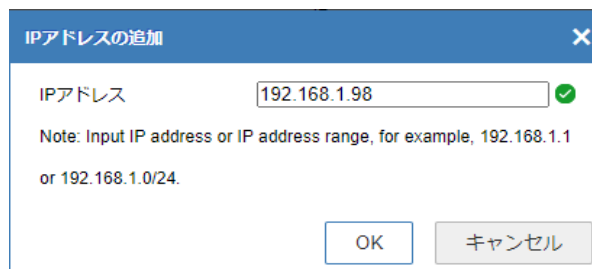 IPアドレスの追加
IPアドレス 192.168.1.98
Note: Input IP address or IP address range, for example, 192.168.1.1
or 192.168.1.0/24.
OK キャンセル